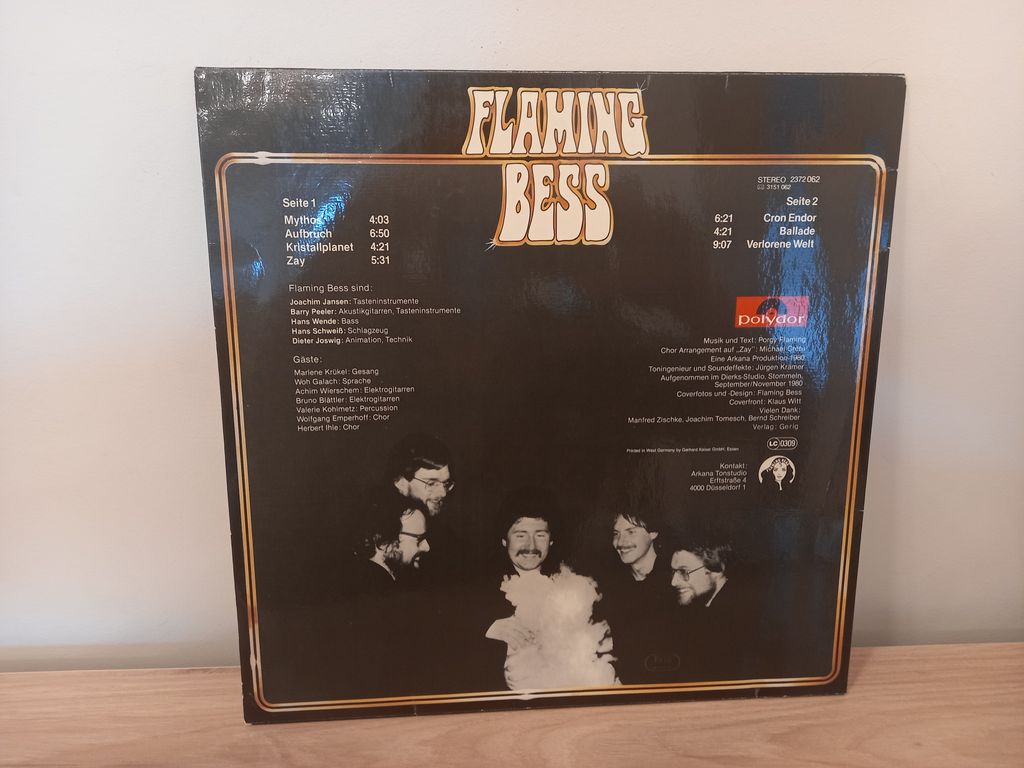 FLAMING
BESS
STEREO 2372 062
3151 062
Seite 1
Mythos 4:03
Aufbruch 6:50
Kristallplanet 4:21
Zay 5:31
Seite 2
6:21 Cron Endor
4:21 Ballade
9:07 Verlorene Welt
Flaming Bess sind:
Joachim Jansen: Tasteninstrumente
Barry Peeler: Akustikgitarren, Tasteninstrumente
Hans Wende: Bass
Hans Schweiß: Schlagzeug
Dieter Joswig: Animation, Technik
Gäste:
Marlene Krükel: Gesang
Woh Galach: Sprache
Achim Wierschem: Elektrogitarren
Bruno Blättler: Elektrogitarren
Valerie Kohlmetz: Percussion
Wolfgang Emperhoff: Chor
Herbert Ihle: Chor
polydor
Musik und Text: Porgy Flaming
Chor Arrangement auf „Zay": Michael Cretu
Eine Arkana Produktion 1980
Toningenieur und Soundeffekte: Jürgen Krämer
Aufgenommen im Dierks-Studio, Stommeln,
September/November 1980
Coverfotos und -Design: Flaming Bess
Coverfront: Klaus Witt
Vielen Dank:
Manfred Zischke, Joachim Tomesch, Bernd Schreiber
Verlag: Gerig
LC 0309
Printed in West Germany by Gerhard Kaiser GmbH, Essen
Kontakt:
Arkana Tonstudio
Erftstraße 4
4000 Düsseldorf 1